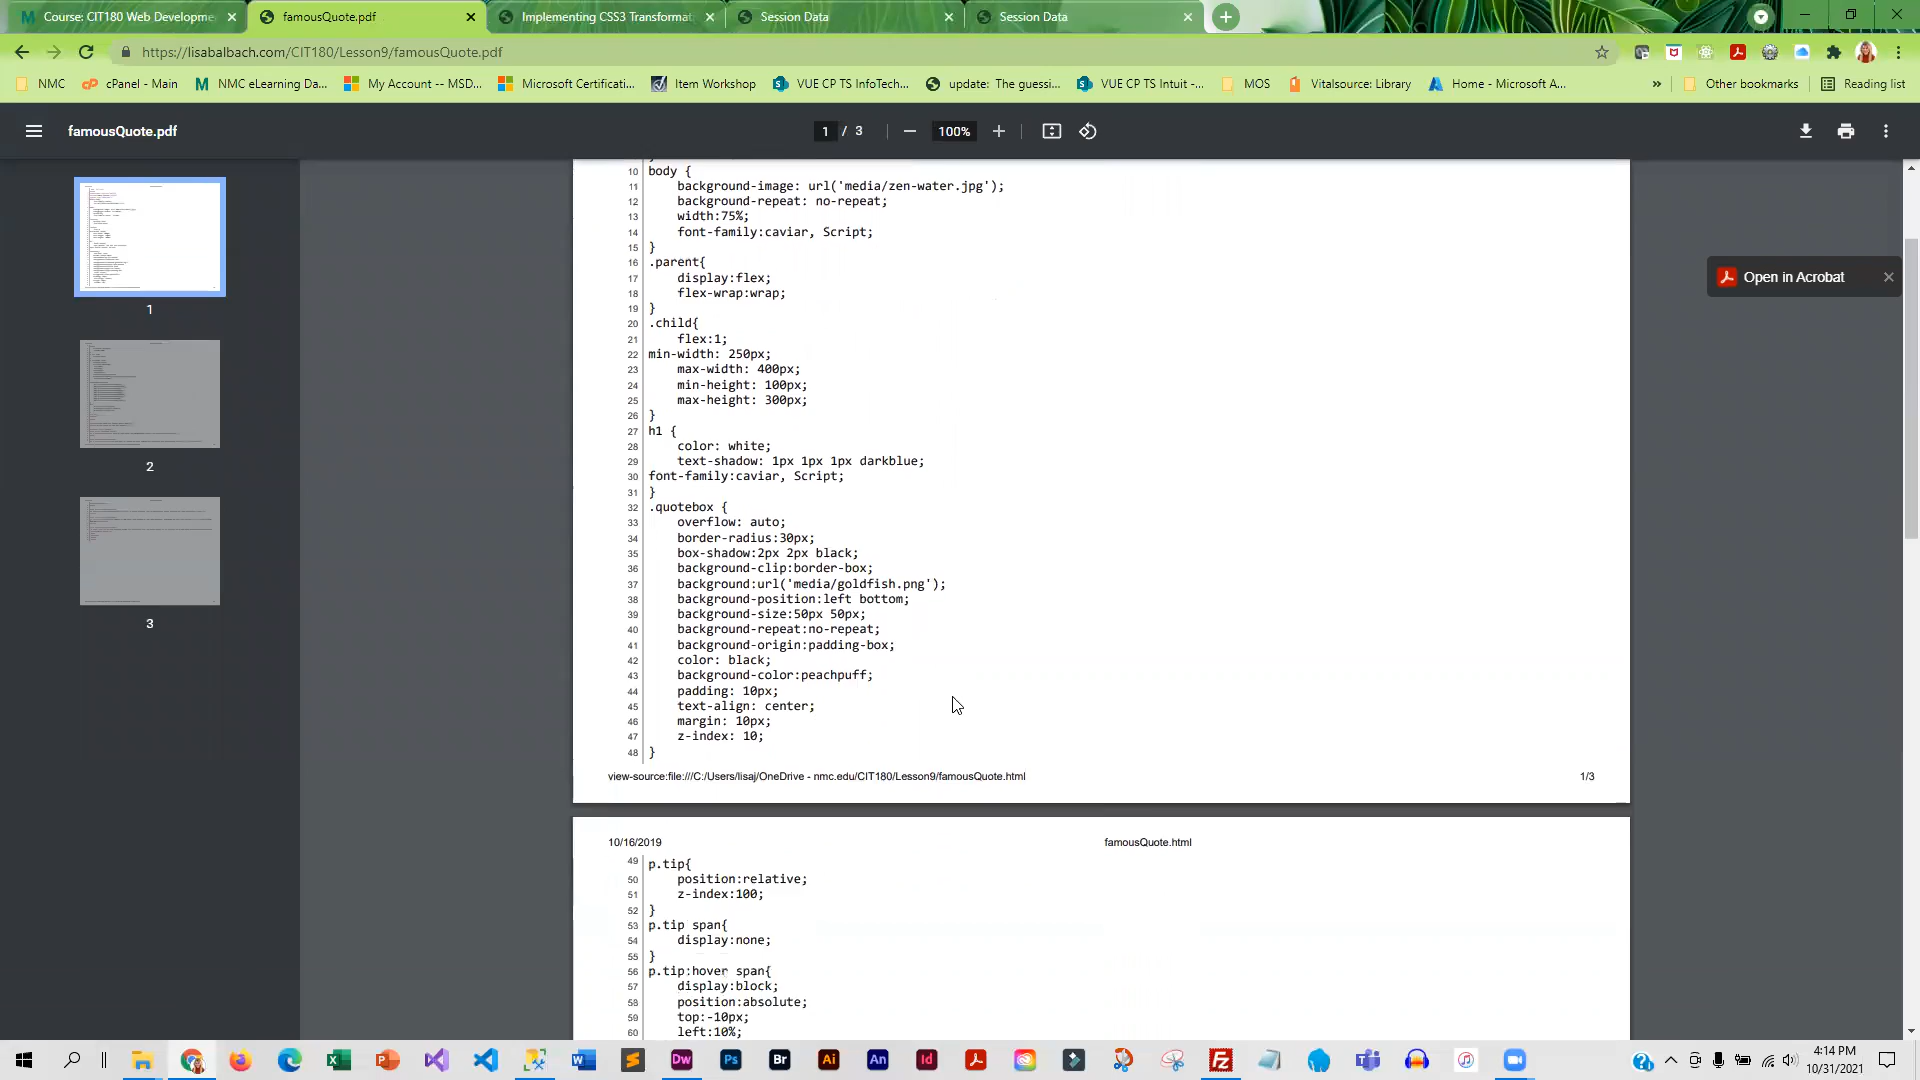 Course: CIT180 Web Developme
famousQuote.pdf
Implementing CSS3 Transformat
Session Data
Session Data
https://lisabalbach.com/CIT180/Lesson9/famousQuote.pdf
NMC
cPanel - Main
NMC eLearning Da...
My Account -- MSD...
Microsoft Certificati...
Item Workshop
VUE CP TS InfoTech...
update: The guessi...
VUE CP TS Intuit -...
MOS
Vitalsource: Library
Home - Microsoft A...
»
Other bookmarks
Reading list
famousQuote.pdf
1 / 3
100%
Open in Acrobat
1
2
3
10 body {
11 background-image: url('media/zen-water.jpg');
12 background-repeat: no-repeat;
13 width:75%;
14 font-family:caviar, Script;
15 }
16 .parent{
17 display:flex;
18 flex-wrap:wrap;
19 }
20 .child{
21 flex:1;
22 min-width: 250px;
23 max-width: 400px;
24 min-height: 100px;
25 max-height: 300px;
26 }
27 h1 {
28 color: white;
29 text-shadow: 1px 1px 1px darkblue;
30 font-family:caviar, Script;
31 }
32 .quotebox {
33 overflow: auto;
34 border-radius:30px;
35 box-shadow:2px 2px black;
36 background-clip:border-box;
37 background:url('media/goldfish.png');
38 background-position:left bottom;
39 background-size:50px 50px;
40 background-repeat:no-repeat;
41 background-origin:padding-box;
42 color: black;
43 background-color:peachpuff;
44 padding: 10px;
45 text-align: center;
46 margin: 10px;
47 z-index: 10;
48 }
view-source:file:///C:/Users/lisaj/OneDrive - nmc.edu/CIT180/Lesson9/famousQuote.html
1/3
10/16/2019
famousQuote.html
49 p.tip{
50 position:relative;
51 z-index:100;
52 }
53 p.tip span{
54 display:none;
55 }
56 p.tip:hover span{
57 display:block;
58 position:absolute;
59 top:-10px;
60 left:10%;
4:14 PM
10/31/2021